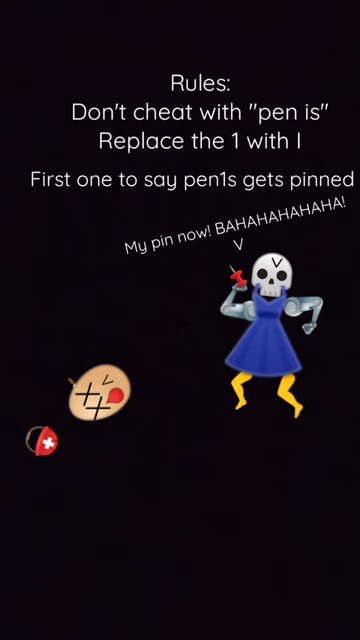 Rules:
Don't cheat with "pen is"
Replace the 1 with I
First one to say pen1s gets pinned
My pin now! BAHAHAHAHAHA!